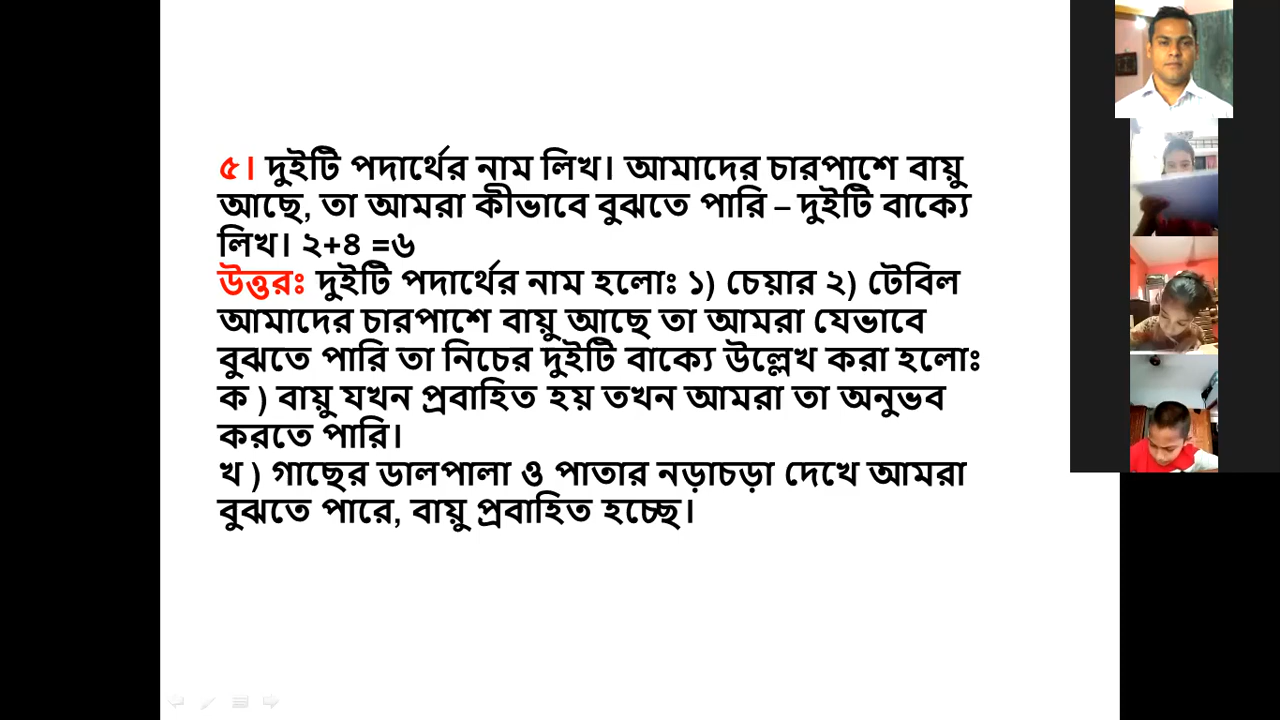 ৫। দুইটি পদার্থের নাম লিখ। আমাদের চারপাশে বায়ু
আছে, তা আমরা কীভাবে বুঝতে পারি – দুইটি বাক্যে
লিখ। ২+৪ =৬
উত্তরঃ দুইটি পদার্থের নাম হলোঃ ১) চেয়ার ২) টেবিল
আমাদের চারপাশে বায়ু আছে তা আমরা যেভাবে
বুঝতে পারি তা নিচের দুইটি বাক্যে উল্লেখ করা হলোঃ
ক ) বায়ু যখন প্রবাহিত হয় তখন আমরা তা অনুভব
করতে পারি।
খ ) গাছের ডালপালা ও পাতার নড়াচড়া দেখে আমরা
বুঝতে পারে, বায়ু প্রবাহিত হচ্ছে।